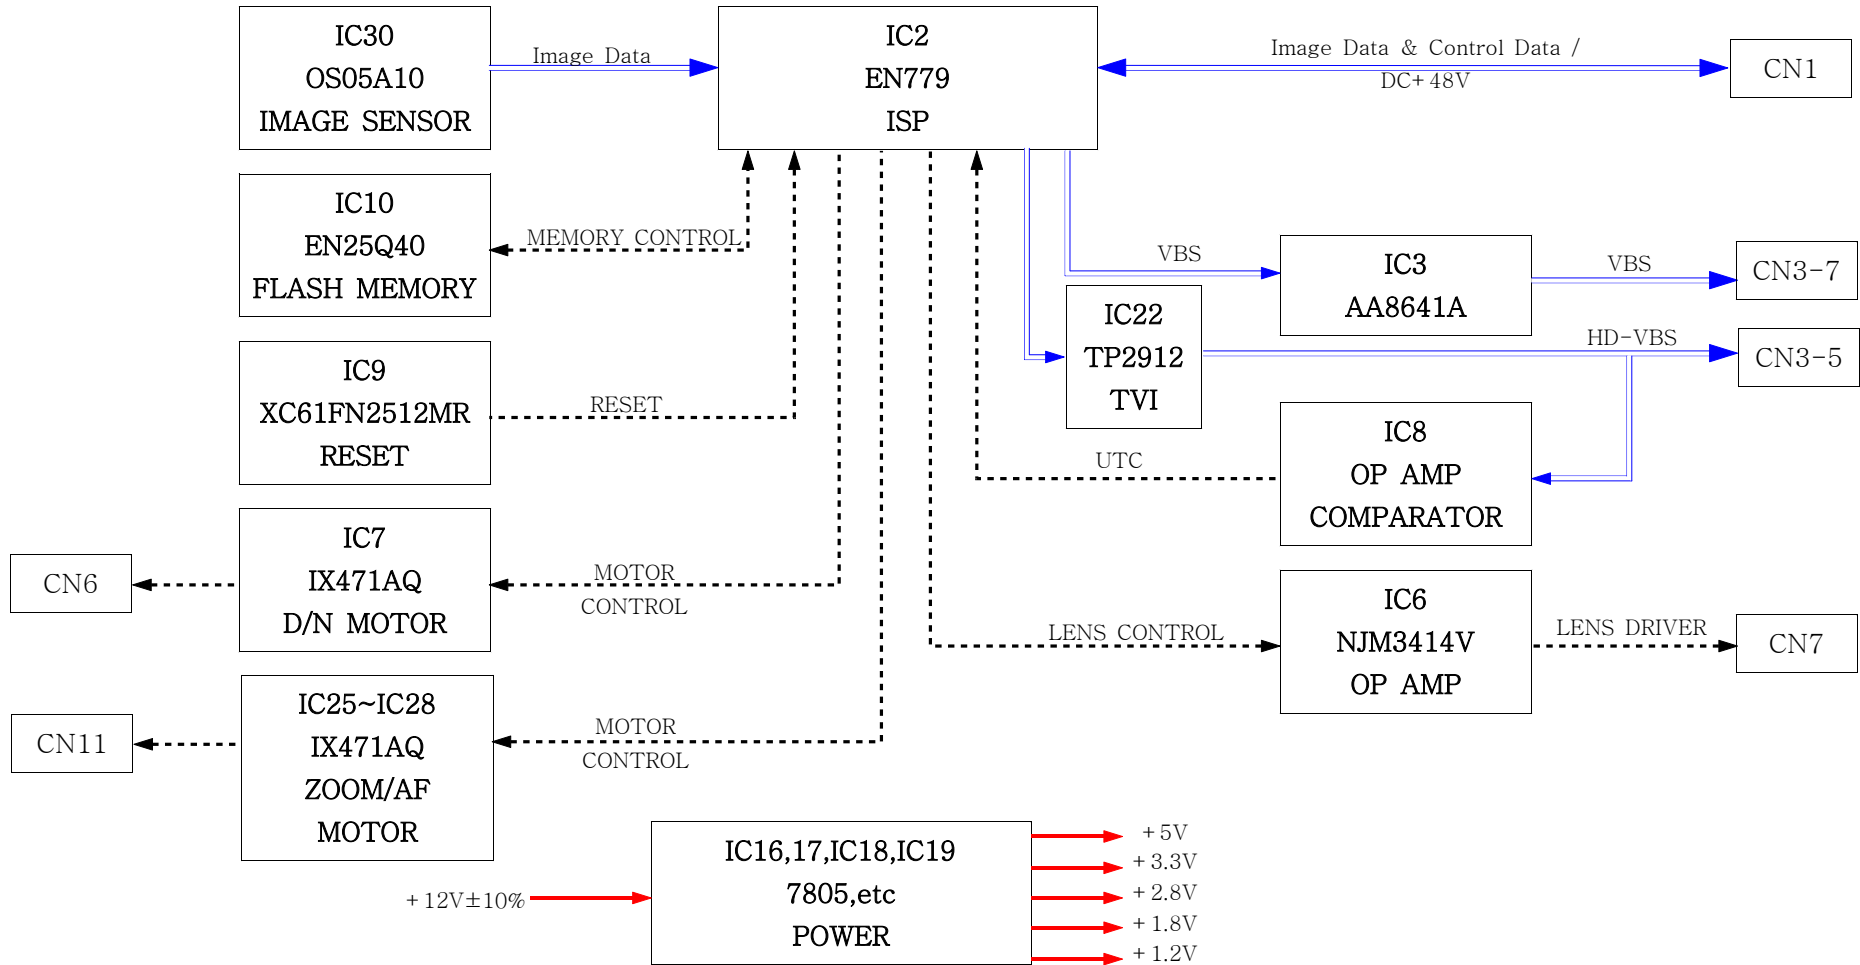 IC30
OS05A10
IMAGE SENSOR
Image Data
IC2
EN779
ISP
Image Data & Control Data /
DC+48V
CN1
IC10
EN25Q40
FLASH MEMORY
MEMORY CONTROL
VBS
IC3
AA8641A
VBS
CN3-7
IC22
TP2912
TVI
HD-VBS
CN3-5
IC9
XC61FN2512MR
RESET
RESET
UTC
IC8
OP AMP
COMPARATOR
CN6
IC7
IX471AQ
D/N MOTOR
MOTOR
CONTROL
LENS CONTROL
IC6
NJM3414V
OP AMP
LENS DRIVER
CN7
CN11
IC25~IC28
IX471AQ
ZOOM/AF
MOTOR
MOTOR
CONTROL
+12V±10%
IC16,17,IC18,IC19
7805,etc
POWER
+5V
+3.3V
+2.8V
+1.8V
+1.2V